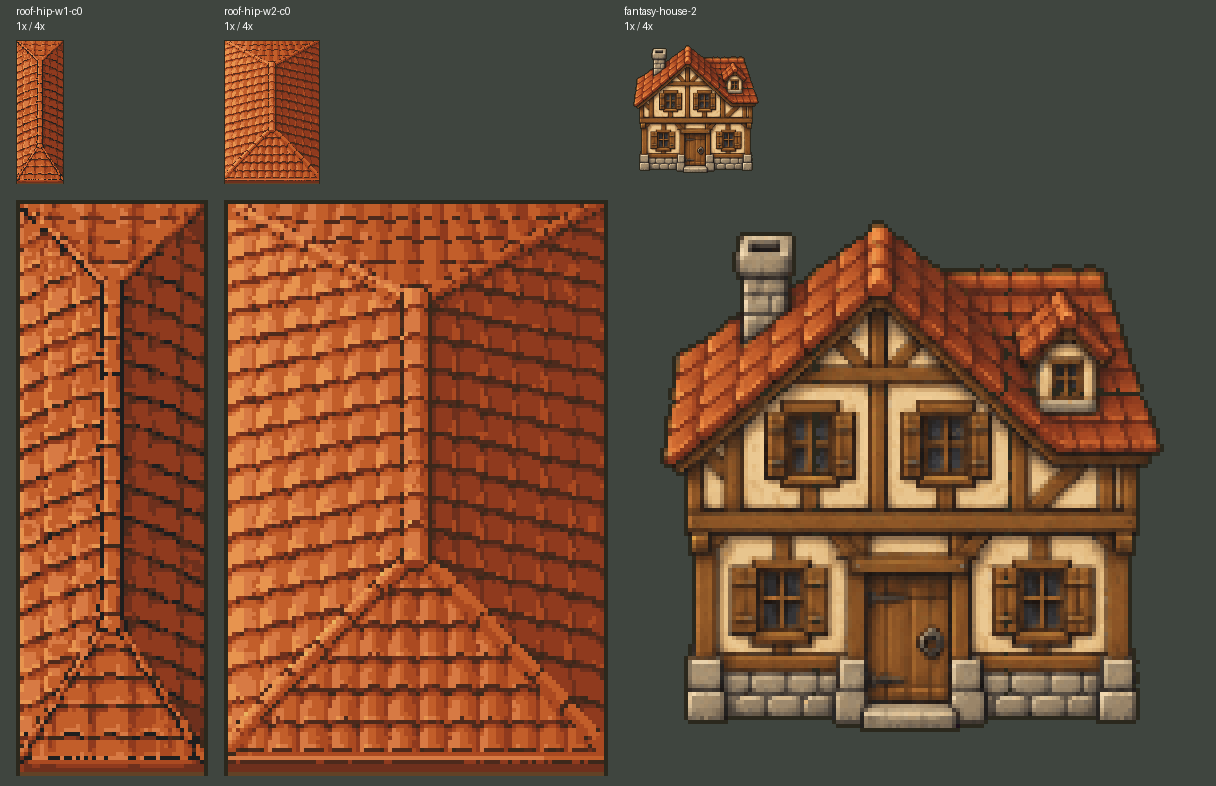 roof-hip-w1-c0
1x / 4x
roof-hip-w2-c0
1x / 4x
fantasy-house-2
1x / 4x